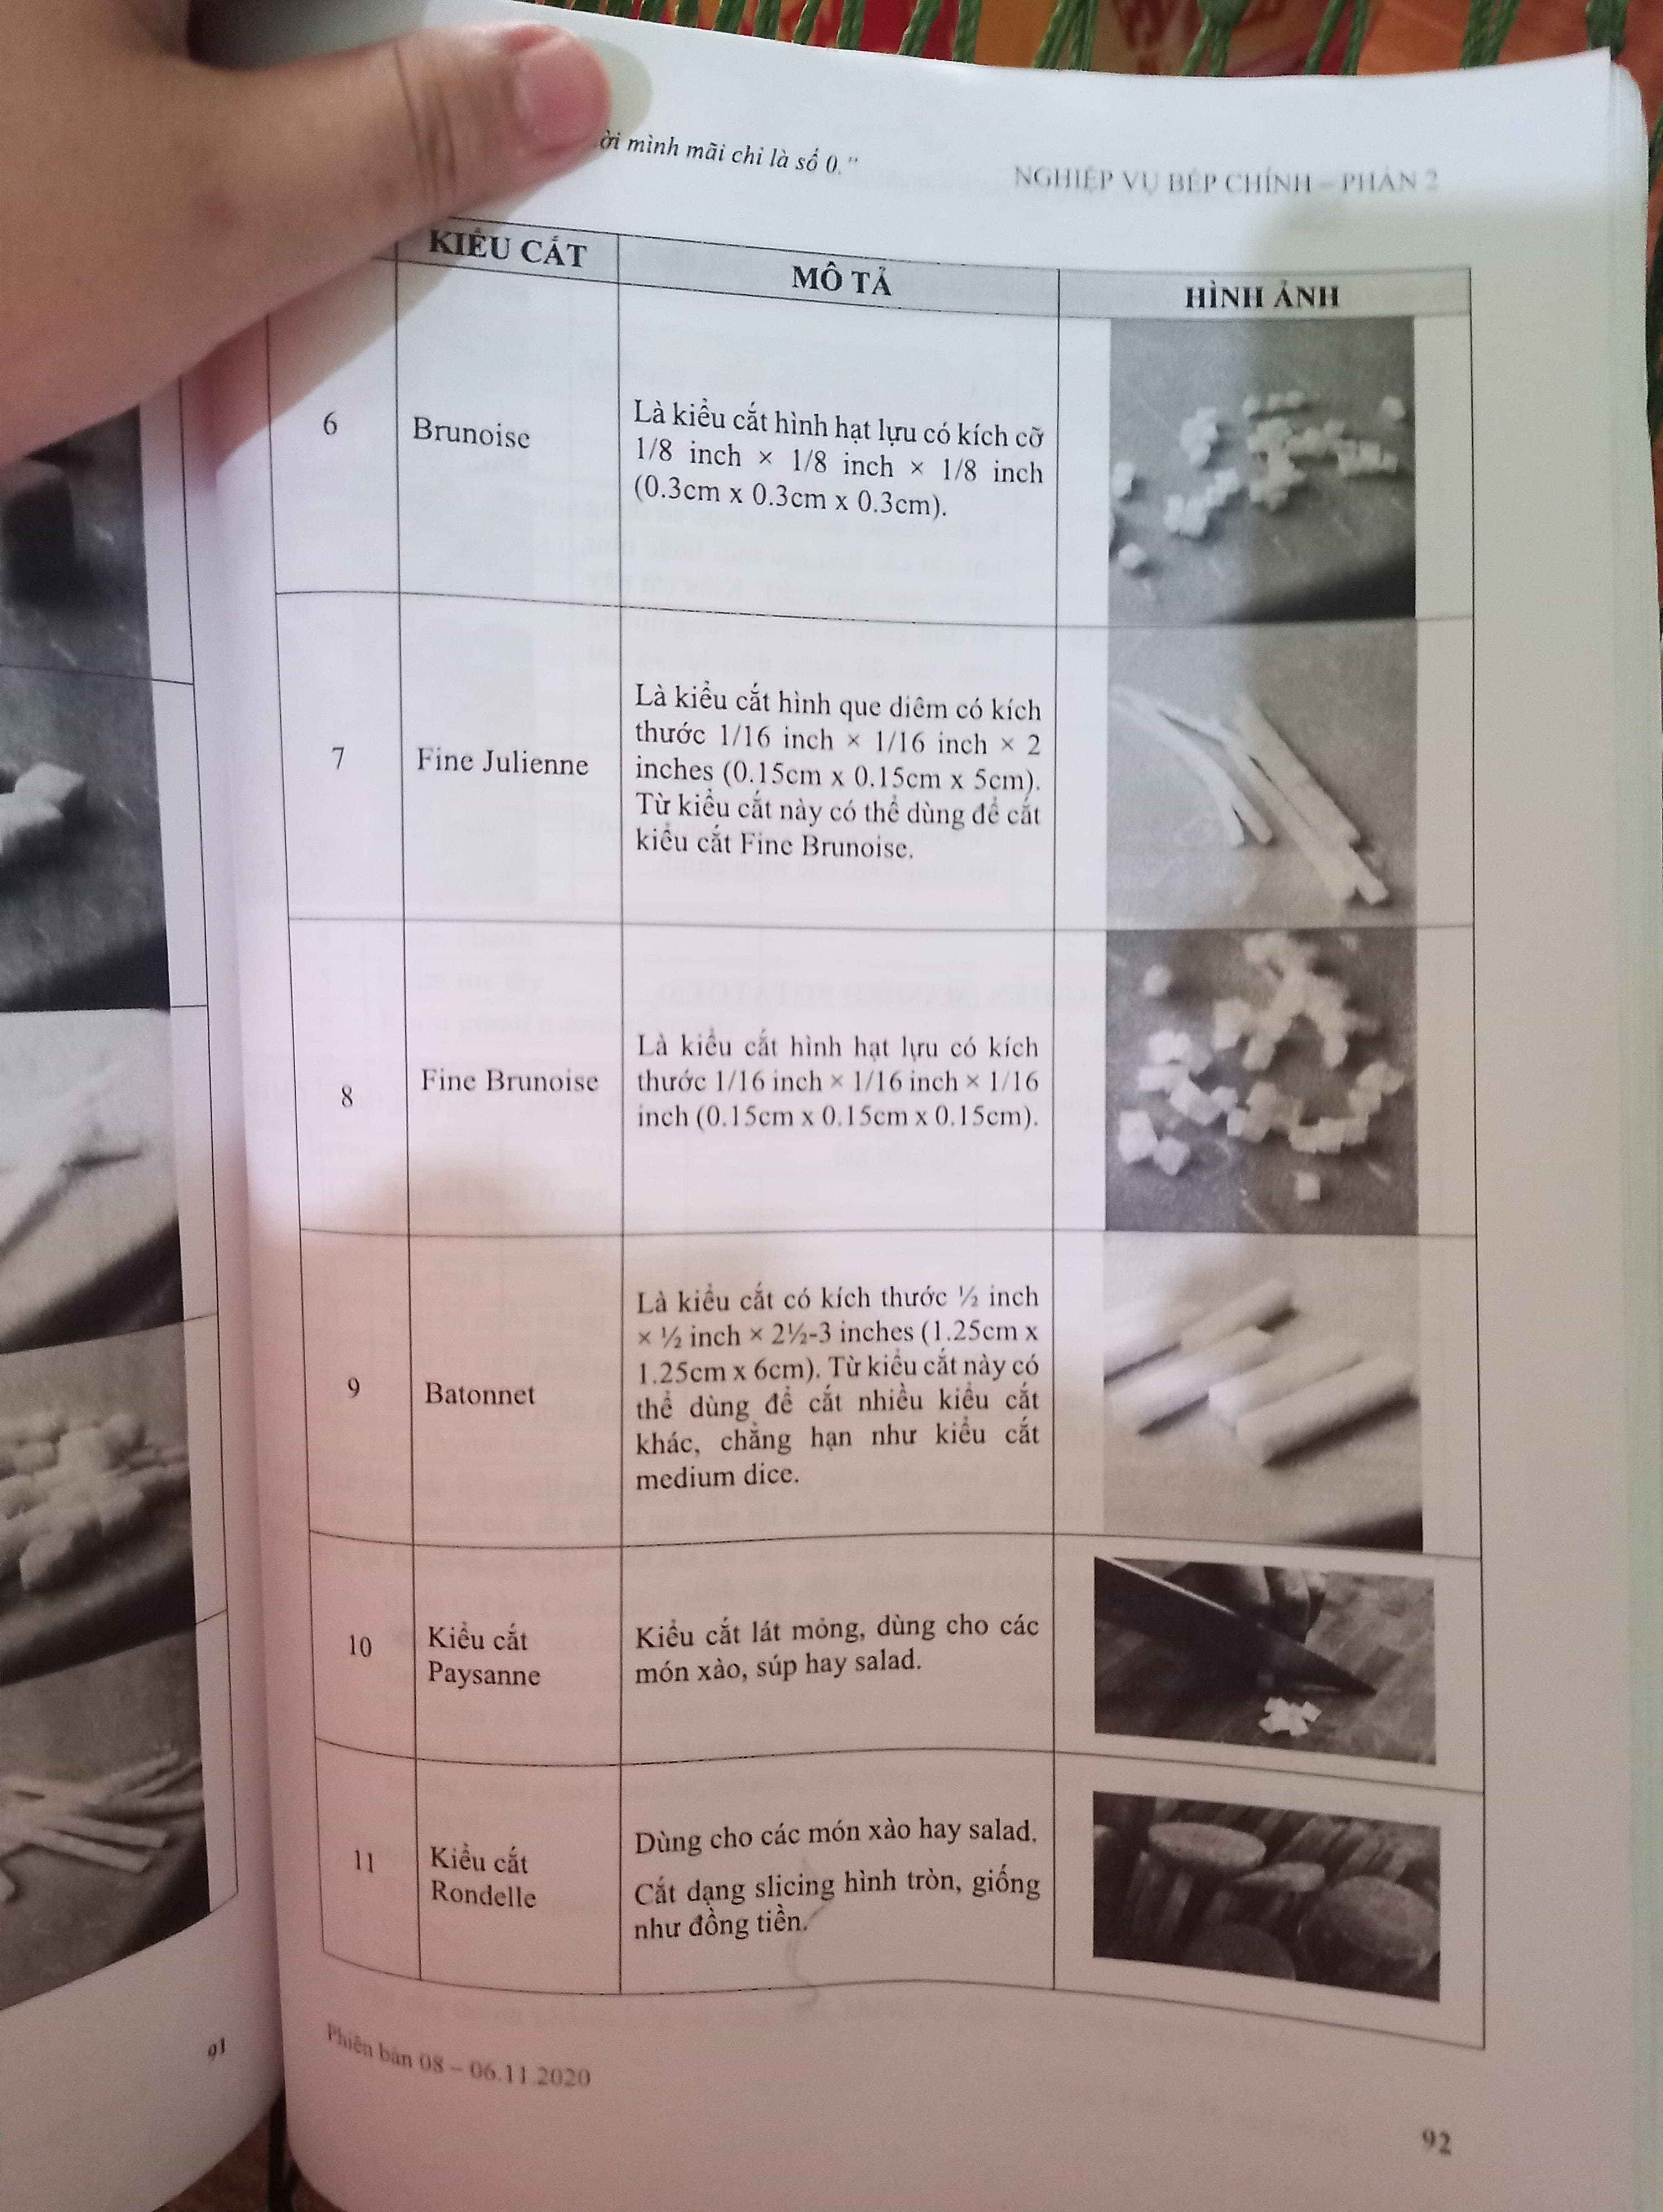 mình mãi chỉ là số 0."
NGHIỆP VỤ BẾP CHÍNH – PHẦN 2
KIỂU CẮT
MÔ TẢ
HÌNH ẢNH
6
Brunoise
Là kiểu cắt hình hạt lựu có kích cỡ
1/8 inch × 1/8 inch × 1/8 inch
(0.3cm x 0.3cm x 0.3cm).
7
Fine Julienne
Là kiểu cắt hình que diêm có kích
thước 1/16 inch × 1/16 inch × 2
inches (0.15cm x 0.15cm x 5cm).
Từ kiểu cắt này có thể dùng để cắt
kiểu cắt Fine Brunoise.
8
Fine Brunoise
Là kiểu cắt hình hạt lựu có kích
thước 1/16 inch × 1/16 inch × 1/16
inch (0.15cm x 0.15cm x 0.15cm).
9
Batonnet
Là kiểu cắt có kích thước ½ inch
× ½ inch × 2½-3 inches (1.25cm x
1.25cm x 6cm). Từ kiểu cắt này có
thể dùng để cắt nhiều kiểu cắt
khác, chẳng hạn như kiểu cắt
medium dice.
10
Kiểu cắt
Paysanne
Kiểu cắt lát mỏng, dùng cho các
món xào, súp hay salad.
11
Kiểu cắt
Rondelle
Dùng cho các món xào hay salad.
Cắt dạng slicing hình tròn, giống
như đồng tiền.
91
Phiên bản 08 – 06.11.2020
92